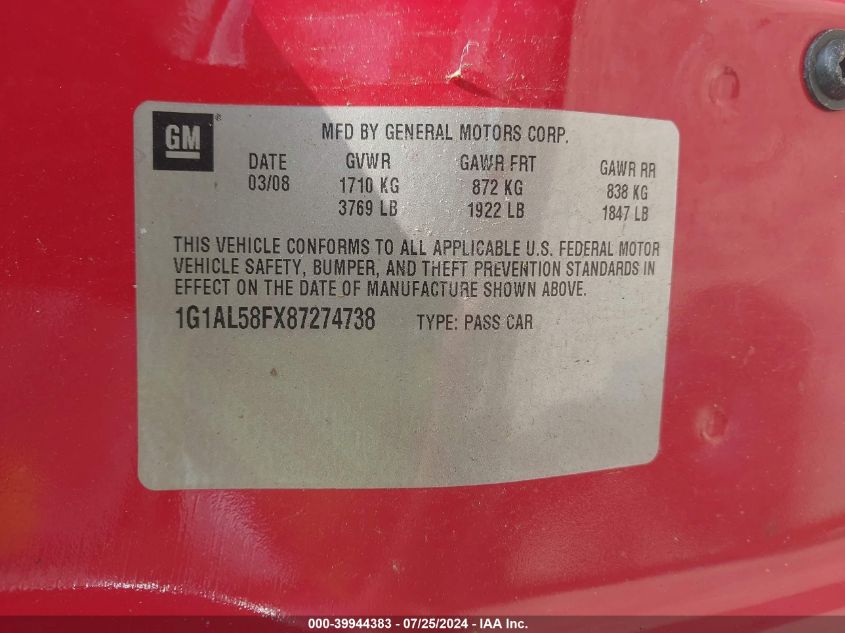 GM
MFD BY GENERAL MOTORS CORP.
DATE GVWR GAWR FRT GAWR RR
03/08 1710 KG 872 KG 838 KG
3769 LB 1922 LB 1847 LB
THIS VEHICLE CONFORMS TO ALL APPLICABLE U.S. FEDERAL MOTOR
VEHICLE SAFETY, BUMPER, AND THEFT PREVENTION STANDARDS IN
EFFECT ON THE DATE OF MANUFACTURE SHOWN ABOVE.
1G1AL58FX87274738 TYPE: PASS CAR
000-39944383 - 07/25/2024 - IAA Inc.